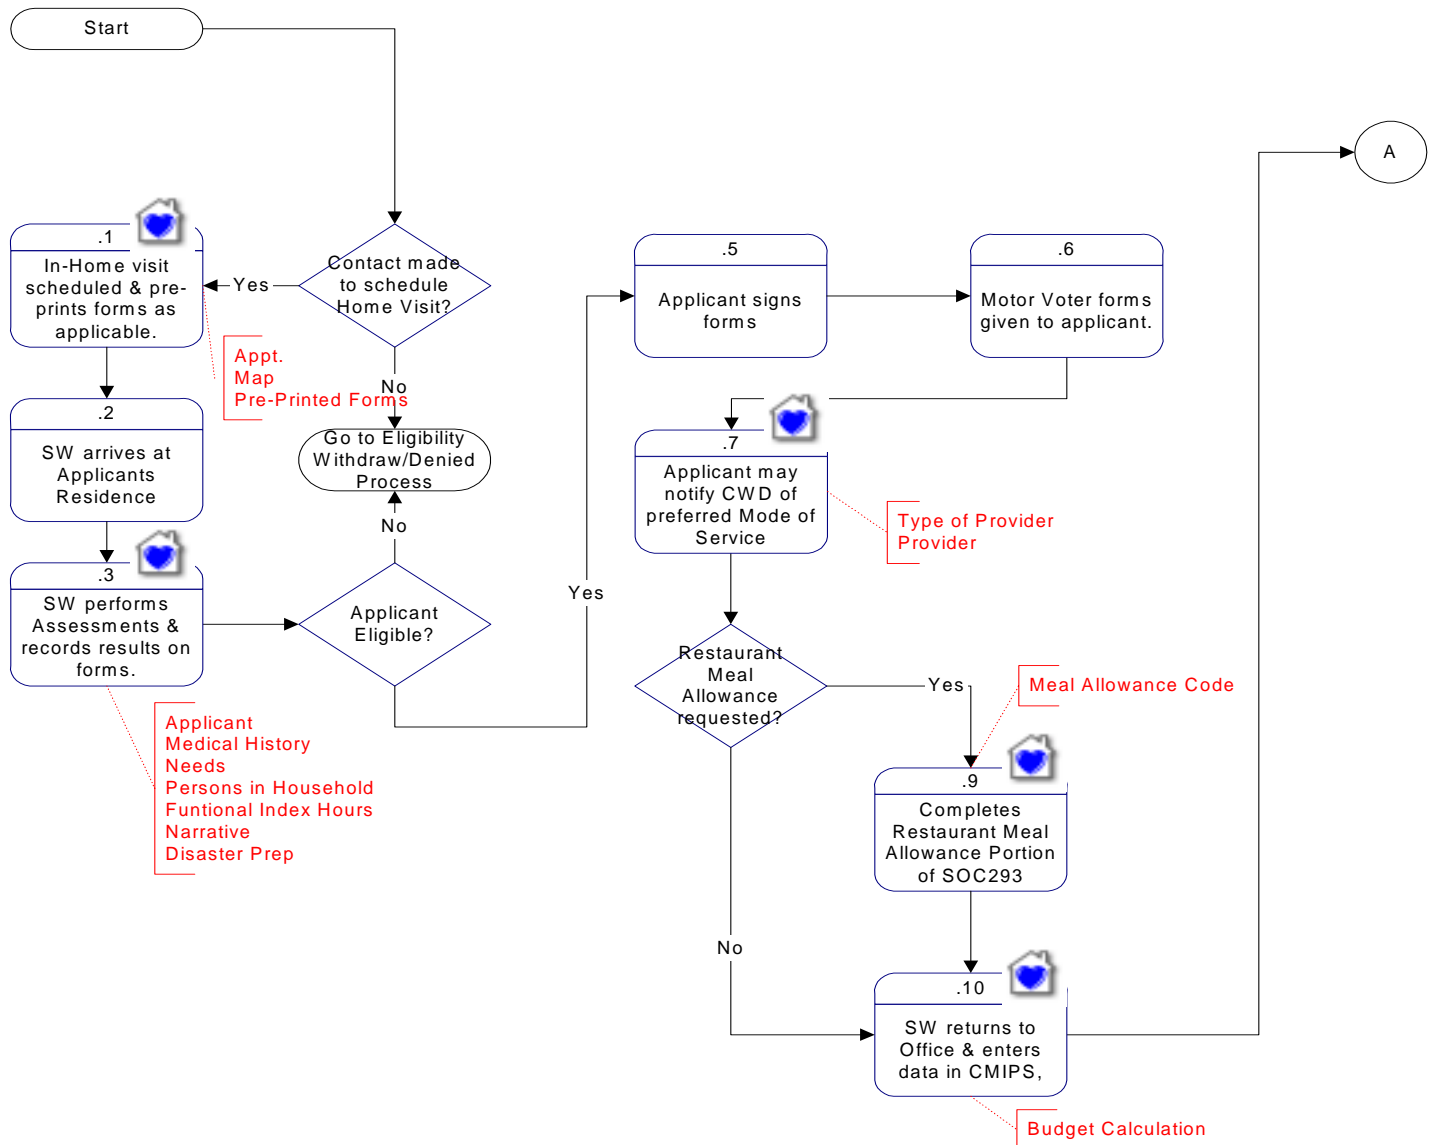 Start
A
.1
In-Home visit
scheduled & pre-
prints forms as
applicable.
Yes
Contact made
to schedule
Home Visit?
Appt.
Map
Pre-Printed Forms
No
.2
SW arrives at
Applicants
Residence
Go to Eligibility
Withdraw/Denied
Process
No
.3
SW performs
Assessments &
records results on
forms.
Applicant
Eligible?
Yes
Applicant
Medical History
Needs
Persons in Household
Funtional Index Hours
Narrative
Disaster Prep
.5
Applicant signs
forms
.6
Motor Voter forms
given to applicant.
.7
Applicant may
notify CWD of
preferred Mode of
Service
Type of Provider
Provider
Restaurant
Meal
Allowance
requested?
Yes
Meal Allowance Code
.9
Completes
Restaurant Meal
Allowance Portion
of SOC293
No
.10
SW returns to
Office & enters
data in CMIPS,
Budget Calculation